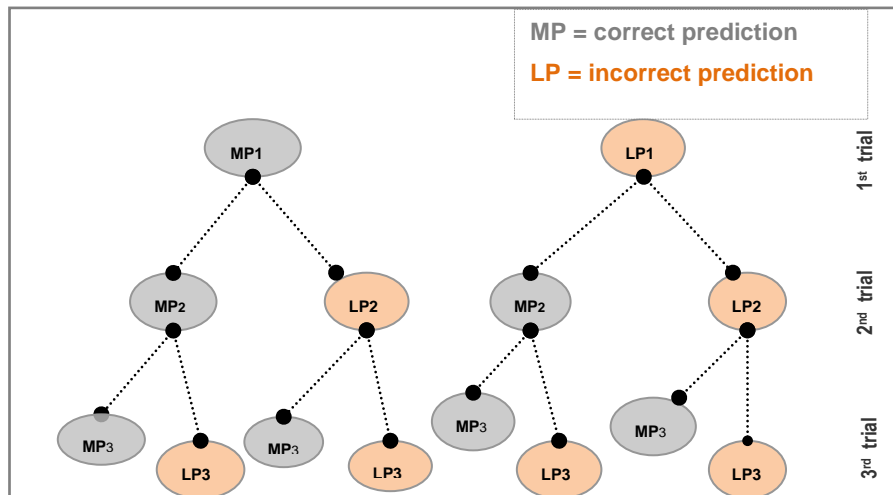 MP = correct prediction
LP = incorrect prediction
MP1
LP1
1st trial
MP2
LP2
MP2
LP2
2nd trial
MP3
LP3
MP3
LP3
MP3
LP3
MP3
LP3
3rd trial